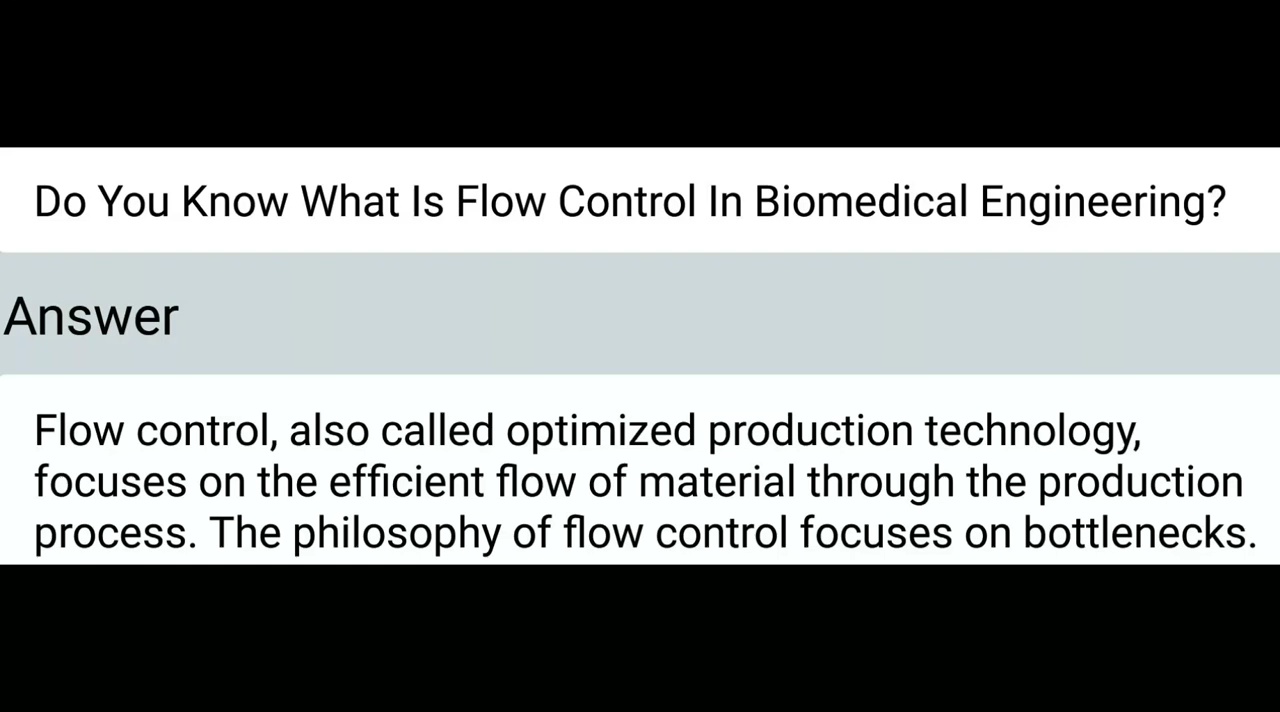 Do You Know What Is Flow Control In Biomedical Engineering?
Answer
Flow control, also called optimized production technology,
focuses on the efficient flow of material through the production
process. The philosophy of flow control focuses on bottlenecks.